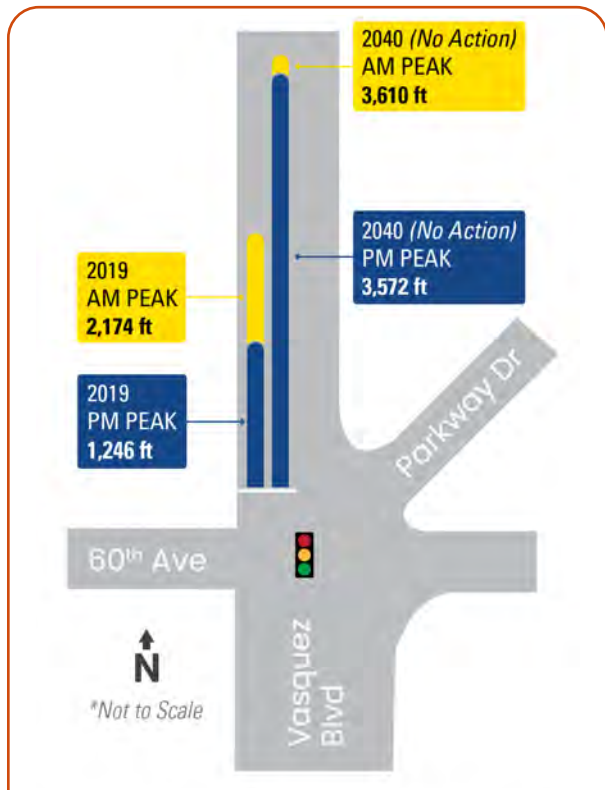 2040 (No Action)
AM PEAK
3,610 ft
2040 (No Action)
PM PEAK
3,572 ft
2019
AM PEAK
2,174 ft
2019
PM PEAK
1,246 ft
Parkway Dr
60th Ave
N
*Not to Scale
Vasquez
Blvd